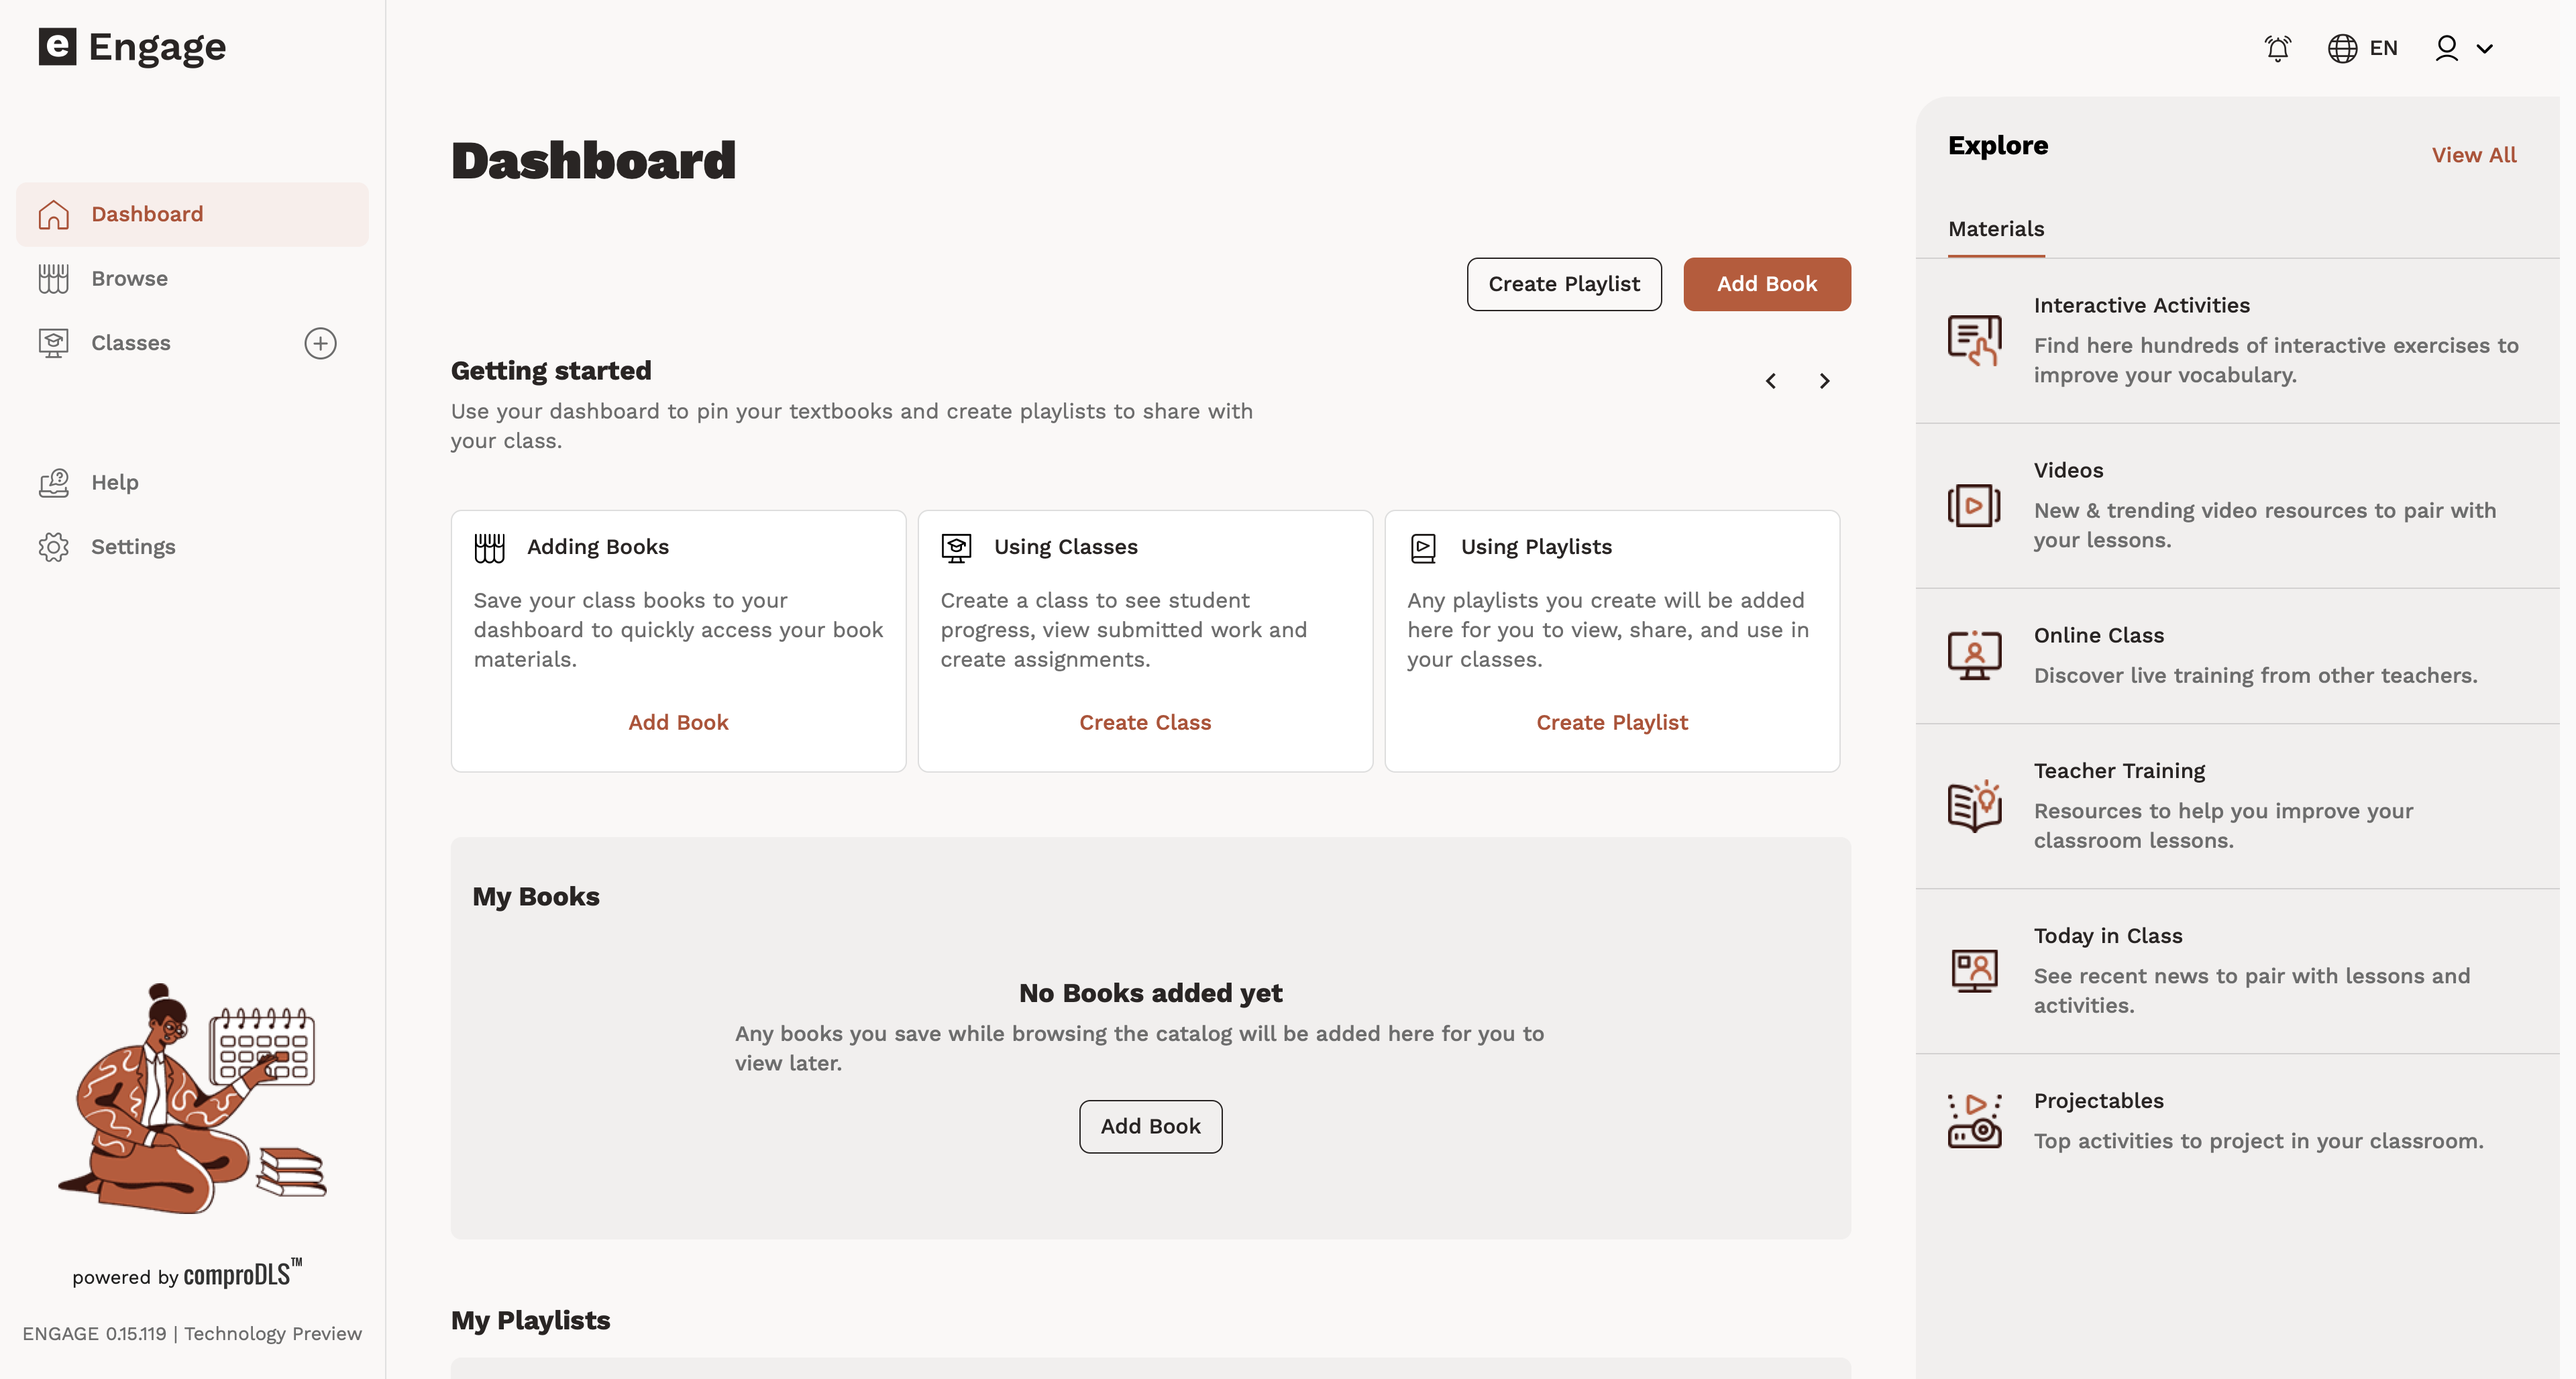 e Engage
EN
Dashboard
Browse
Classes
Help
Settings
powered by comproDLS™
ENGAGE 0.15.119 | Technology Preview
Dashboard
Create Playlist
Add Book
Getting started
Use your dashboard to pin your textbooks and create playlists to share with
your class.
Adding Books
Save your class books to your
dashboard to quickly access your book
materials.
Add Book
Using Classes
Create a class to see student
progress, view submitted work and
create assignments.
Create Class
Using Playlists
Any playlists you create will be added
here for you to view, share, and use in
your classes.
Create Playlist
My Books
No Books added yet
Any books you save while browsing the catalog will be added here for you to
view later.
Add Book
My Playlists
Explore
View All
Materials
Interactive Activities
Find here hundreds of interactive exercises to
improve your vocabulary.
Videos
New & trending video resources to pair with
your lessons.
Online Class
Discover live training from other teachers.
Teacher Training
Resources to help you improve your
classroom lessons.
Today in Class
See recent news to pair with lessons and
activities.
Projectables
Top activities to project in your classroom.